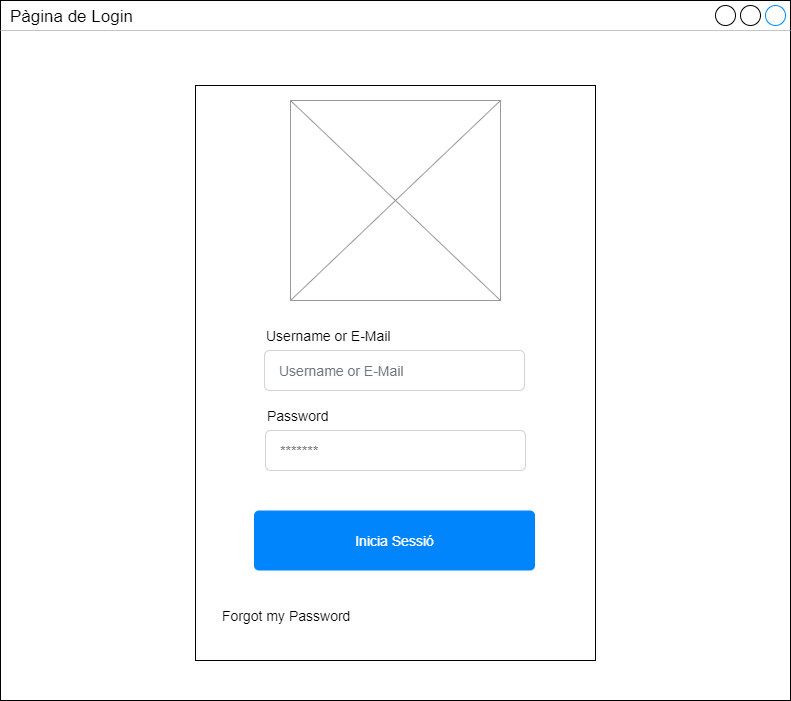 Pàgina de Login
Username or E-Mail
Username or E-Mail
Password
*******
Inicia Sessió
Forgot my Password